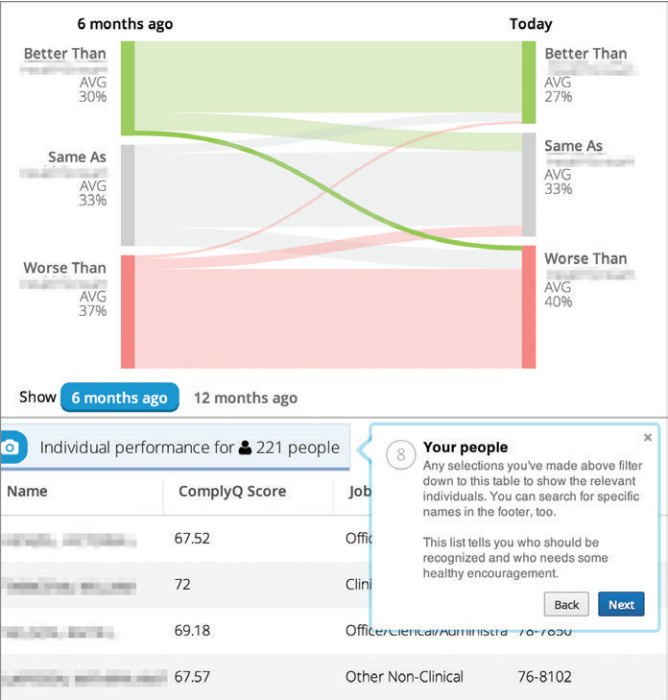 6 months ago
Today
Better Than
AVG
30%
Same As
AVG
33%
Worse Than
AVG
37%
Better Than
AVG
27%
Same As
AVG
33%
Worse Than
AVG
40%
Show 6 months ago 12 months ago
Individual performance for 221 people
8 Your people ×
Any selections you've made above filter
down to this table to show the relevant
individuals. You can search for specific
names in the footer, too.
This list tells you who should be
recognized and who needs some
healthy encouragement.
Back Next
Name ComplyQ Score Job
67.52
72
69.18 Office/Clerical/Administra 78-7850
67.57 Other Non-Clinical 76-8102